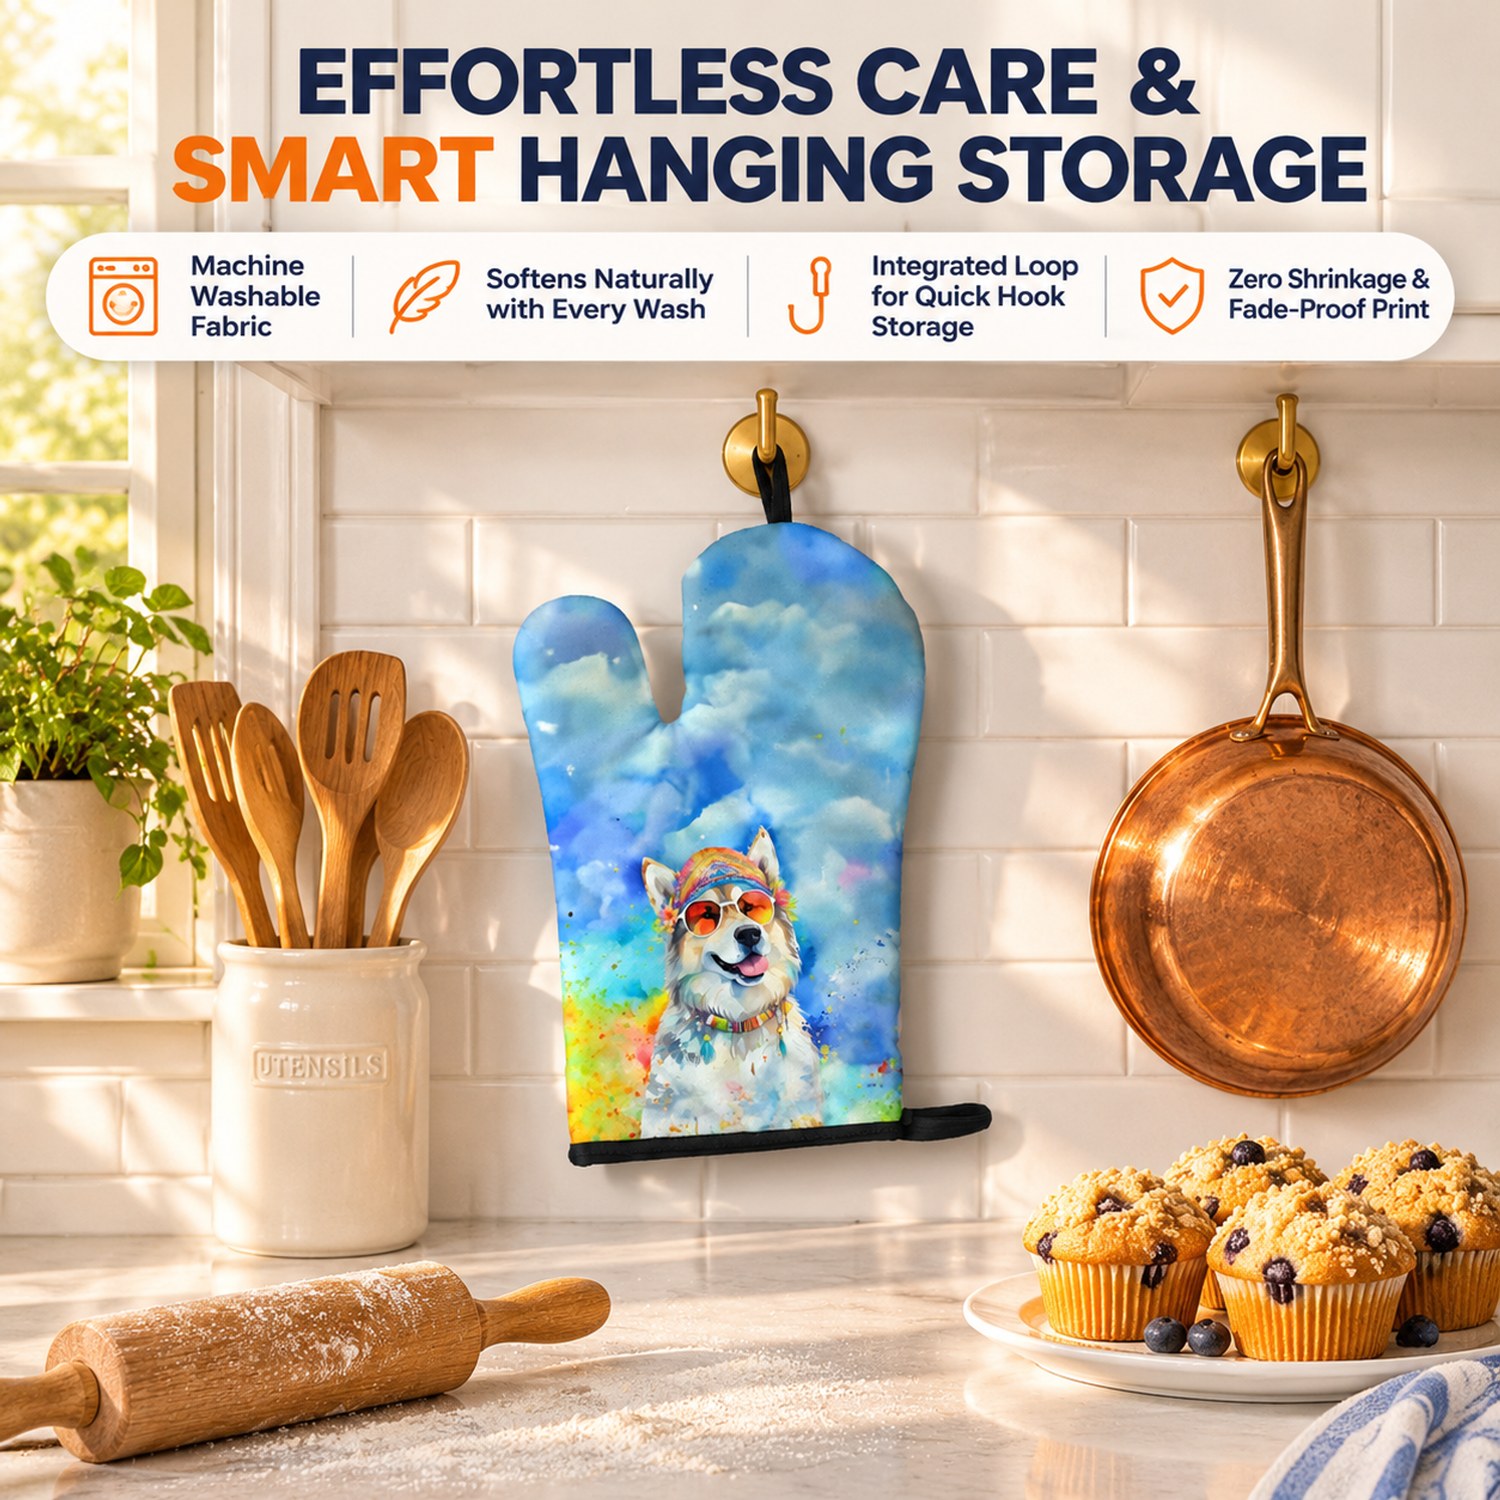 EFFORTLESS CARE &
SMART HANGING STORAGE
Machine
Washable
Fabric
Softens Naturally
with Every Wash
Integrated Loop
for Quick Hook
Storage
Zero Shrinkage &
Fade-Proof Print
UTENSILS